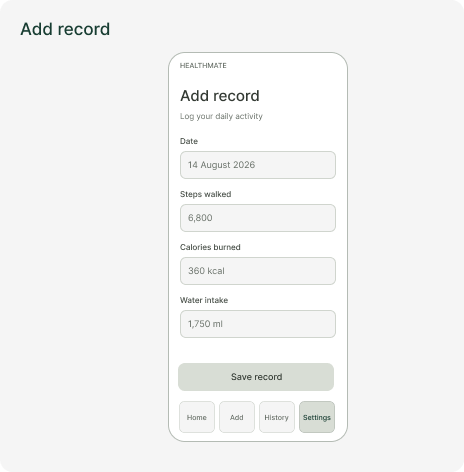 Add record
HEALTHMATE
Add record
Log your daily activity
Date
14 August 2026
Steps walked
6,800
Calories burned
360 kcal
Water intake
1,750 ml
Save record
Home Add History Settings